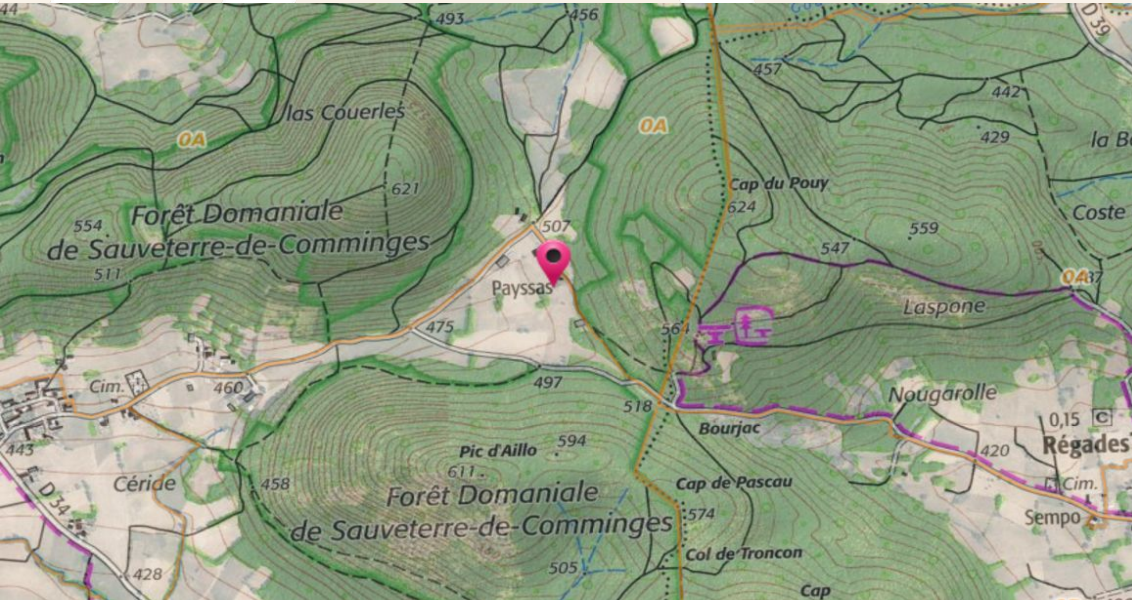 44
493
456
D 39
457
442
las Couerles
0A
0A
429
la B
621
Cap du Pouy
624
Forêt Domaniale
de Sauveterre-de-Comminges
554
511
507
559
547
Coste
0A
Payssas
Laspone
475
564
Cim.
460
497
518
Nougarolle
Bourjac
0,15 C
Régades
443
420
Pic d'Aillo
594
611
Céride
458
D 34
Forêt Domaniale
de Sauveterre-de-Comminges
Cap de Pascau
Cim.
574
Sempo
Col de Troncon
505
428
Cap